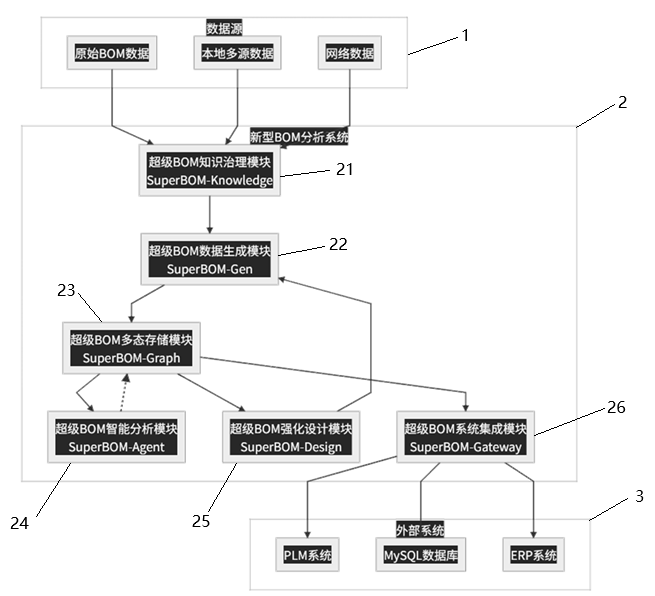 数据源
1
原始BOM数据
本地多源数据
网络数据
2
新型BOM分析系统
超级BOM知识治理模块
SuperBOM-Knowledge
21
超级BOM数据生成模块
SuperBOM-Gen
22
23
超级BOM多态存储模块
SuperBOM-Graph
超级BOM智能分析模块
SuperBOM-Agent
超级BOM强化设计模块
SuperBOM-Design
超级BOM系统集成模块
SuperBOM-Gateway
26
24
25
3
外部系统
PLM系统
MySQL数据库
ERP系统